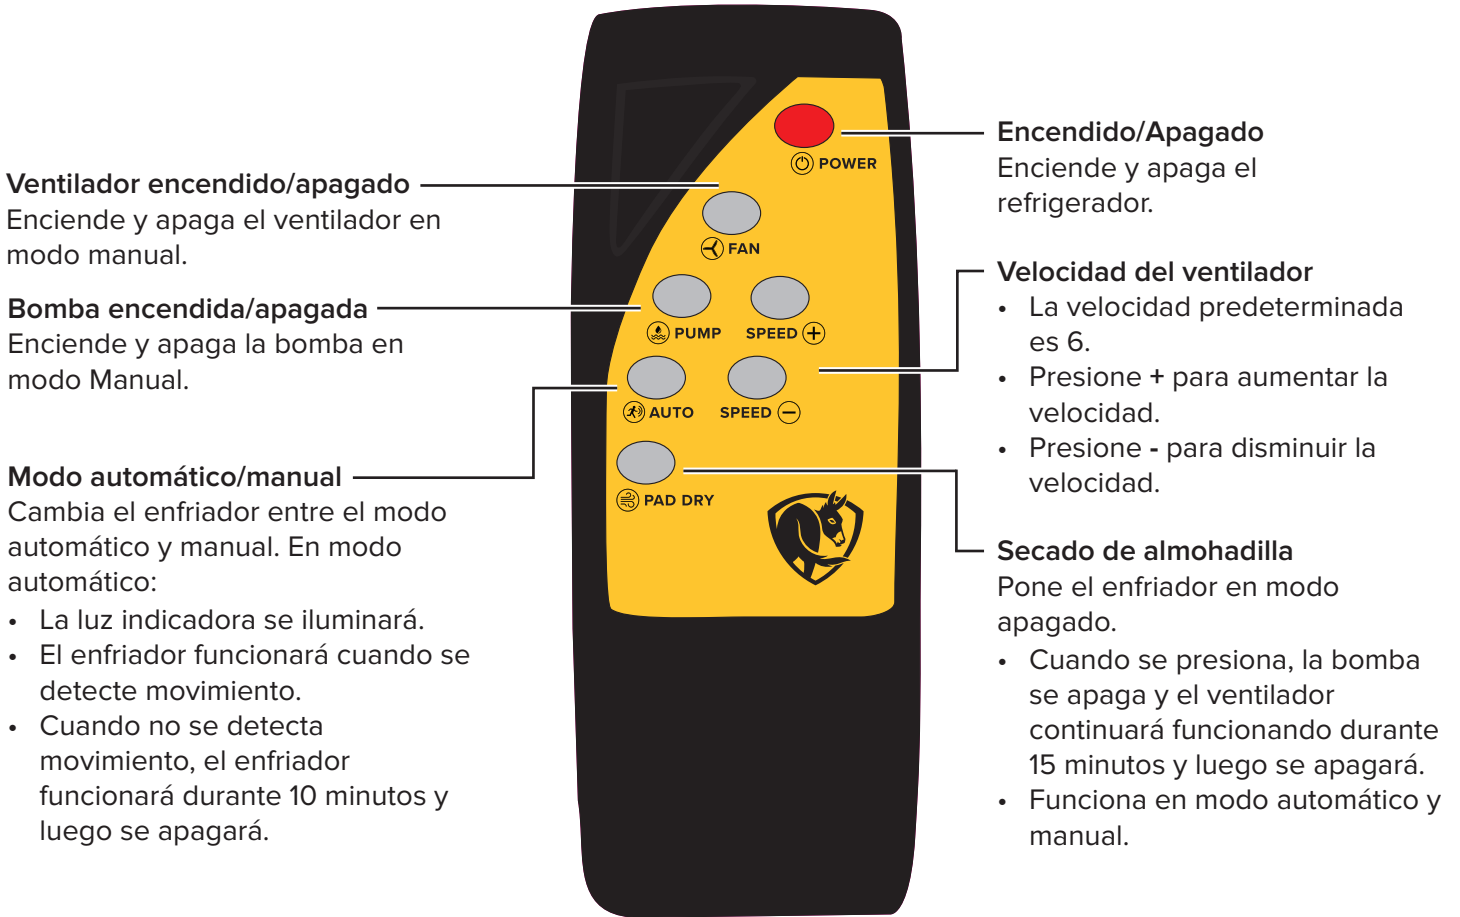 Ventilador encendido/apagado
Enciende y apaga el ventilador en
modo manual.
Bomba encendida/apagada
Enciende y apaga la bomba en
modo Manual.
Modo automático/manual
Cambia el enfriador entre el modo
automático y manual. En modo
automático:
• La luz indicadora se iluminará.
• El enfriador funcionará cuando se
detecte movimiento.
• Cuando no se detecta
movimiento, el enfriador
funcionará durante 10 minutos y
luego se apagará.
POWER
FAN
PUMP
SPEED +
AUTO
SPEED -
PAD DRY
Encendido/Apagado
Enciende y apaga el
refrigerador.
Velocidad del ventilador
• La velocidad predeterminada
es 6.
• Presione + para aumentar la
velocidad.
• Presione - para disminuir la
velocidad.
Secado de almohadilla
Pone el enfriador en modo
apagado.
• Cuando se presiona, la bomba
se apaga y el ventilador
continuará funcionando durante
15 minutos y luego se apagará.
• Funciona en modo automático y
manual.